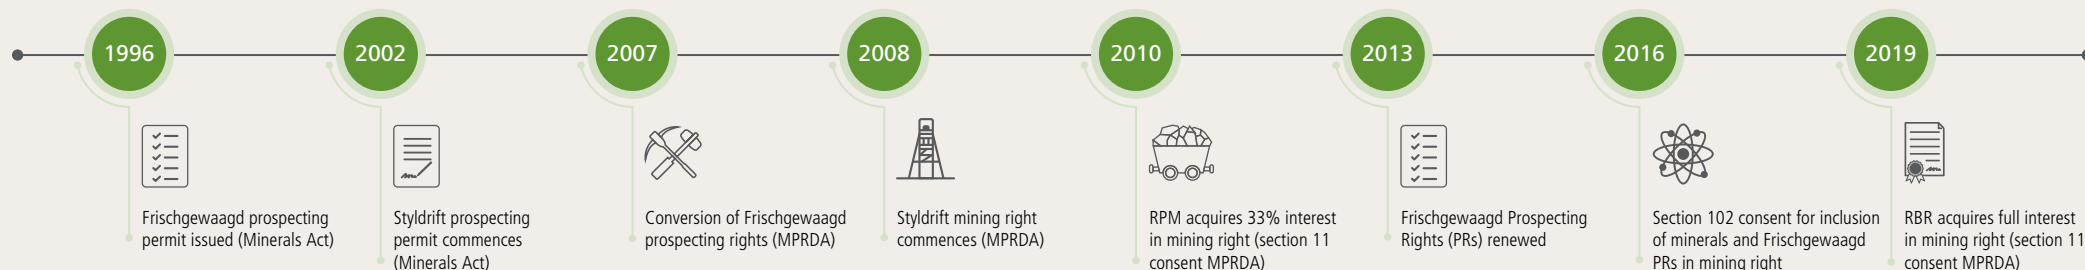 1996
2002
2007
2008
2010
2013
2016
2019
Frischgewaagd prospecting
permit issued (Minerals Act)
Styldrift prospecting
permit commences
(Minerals Act)
Conversion of Frischgewaagd
prospecting rights (MPRDA)
Styldrift mining right
commences (MPRDA)
RPM acquires 33% interest
in mining right (section 11
consent MPRDA)
Frischgewaagd Prospecting
Rights (PRs) renewed
Section 102 consent for inclusion
of minerals and Frischgewaagd
PRs in mining right
RBR acquires full interest
in mining right (section 11
consent MPRDA)